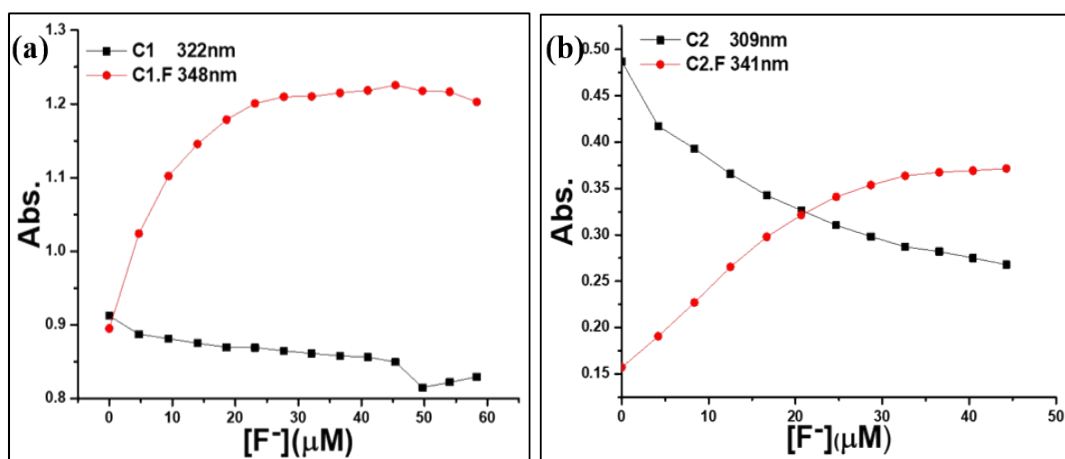 (a)
C1 322nm
C1.F 348nm
Abs.
1.3
1.2
1.1
1.0
0.9
0.8
0 10 20 30 40 50 60
[F⁻](μM)
(b)
C2 309nm
C2.F 341nm
Abs.
0.50
0.45
0.40
0.35
0.30
0.25
0.20
0.15
0 10 20 30 40 50
[F⁻](μM)